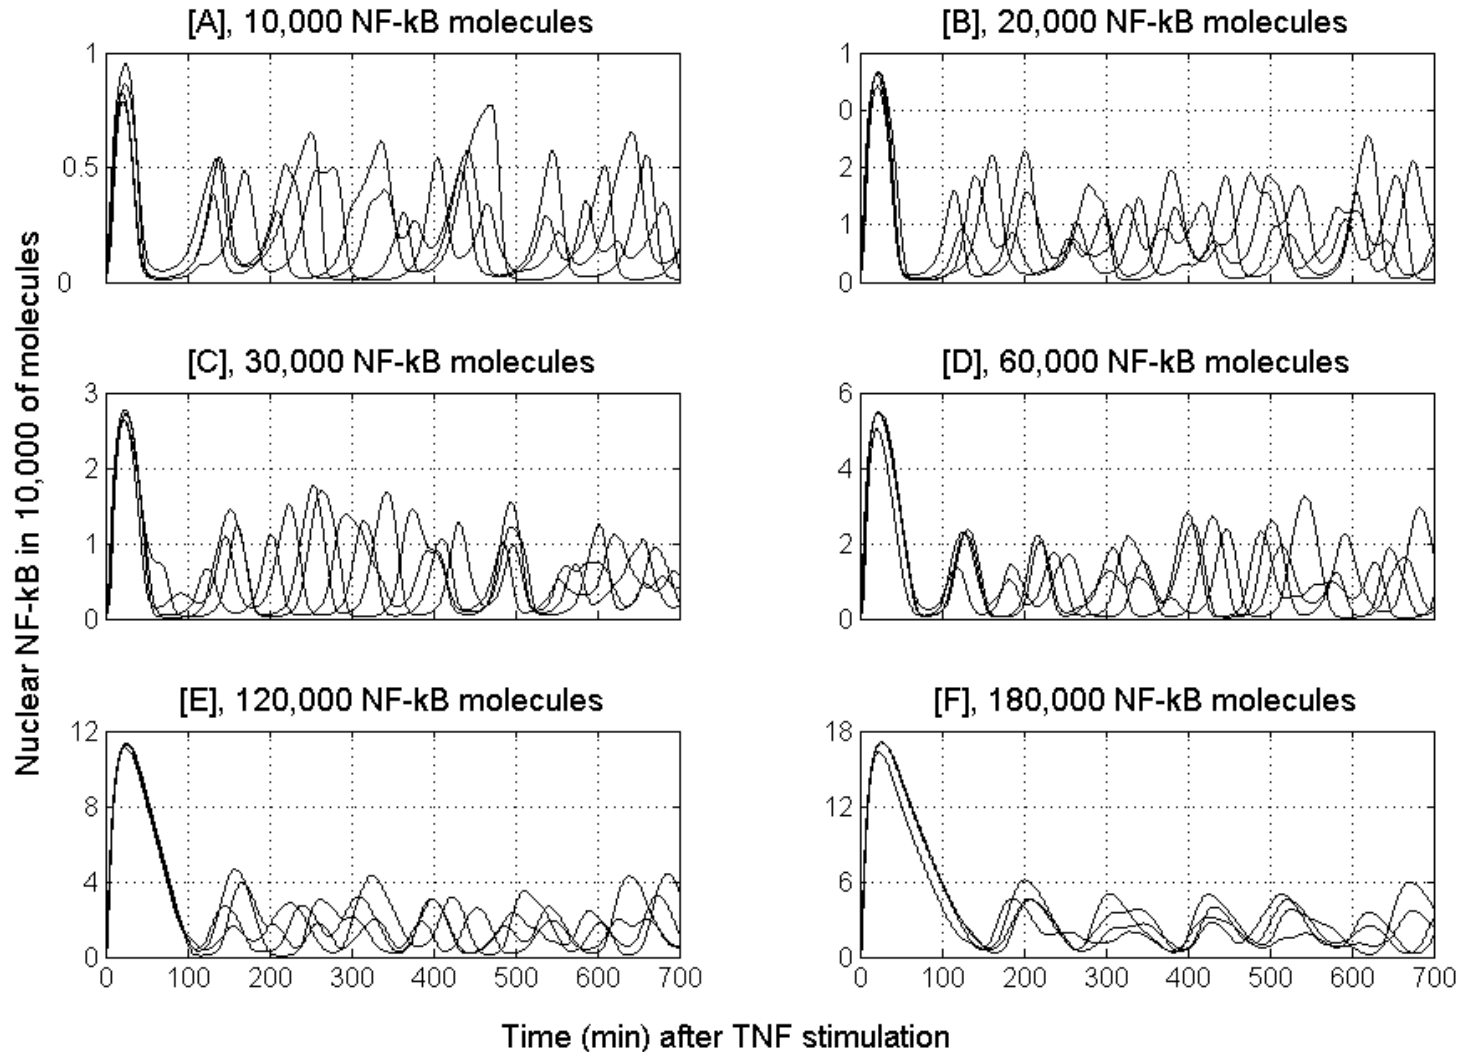 [A], 10,000 NF-kB molecules
[B], 20,000 NF-kB molecules
1
0.5
0
1
0
2
1
0
[C], 30,000 NF-kB molecules
[D], 60,000 NF-kB molecules
3
2
1
0
6
4
2
0
Nuclear NF-kB in 10,000 of molecules
[E], 120,000 NF-kB molecules
[F], 180,000 NF-kB molecules
12
8
4
0
18
12
6
0
0 100 200 300 400 500 600 700
0 100 200 300 400 500 600 700
Time (min) after TNF stimulation